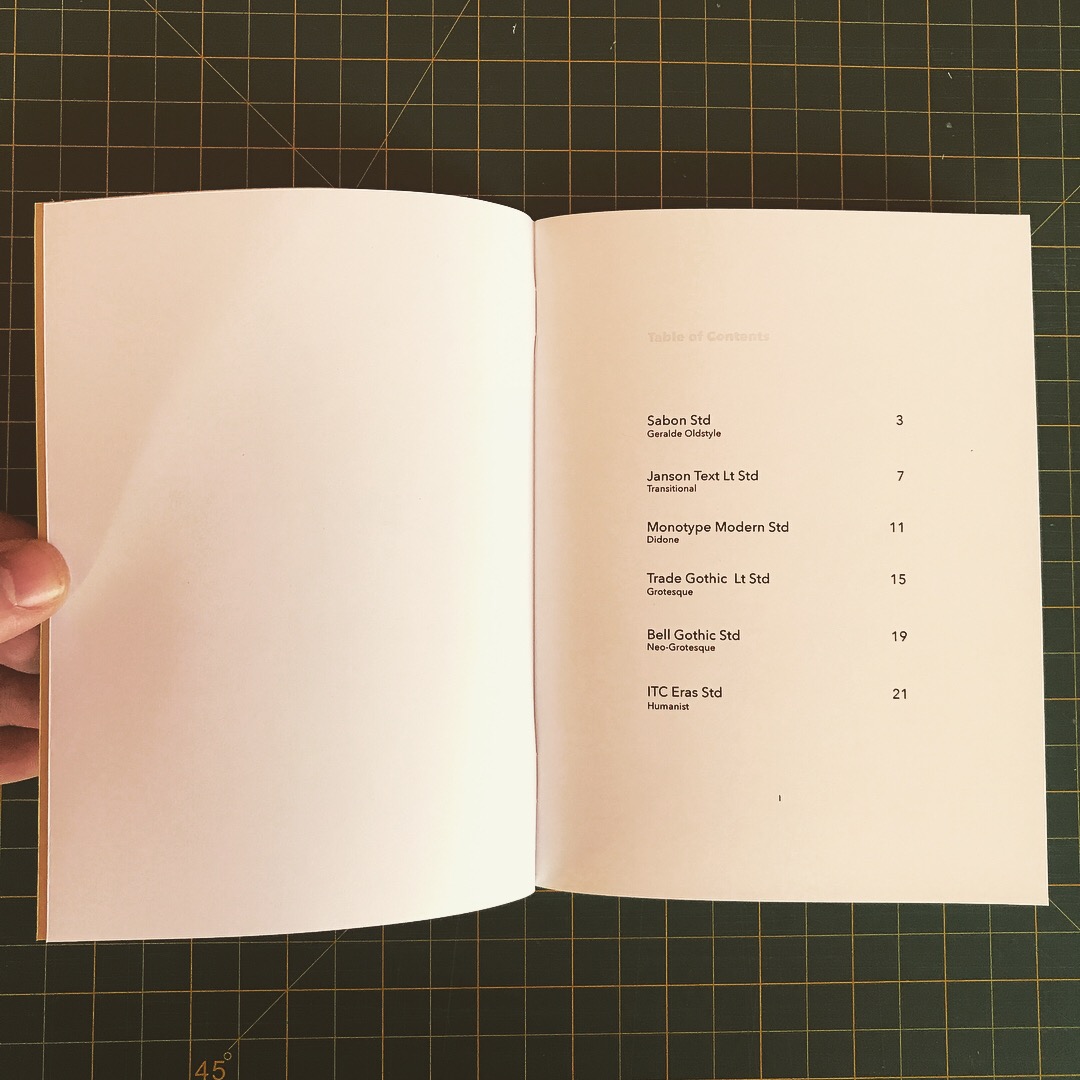 Table of Contents
Sabon Std 3
Geralde Oldstyle
Janson Text Lt Std 7
Transitional
Monotype Modern Std 11
Didone
Trade Gothic  Lt Std 15
Grotesque
Bell Gothic Std 19
Neo-Grotesque
ITC Eras Std 21
Humanist
1
45°